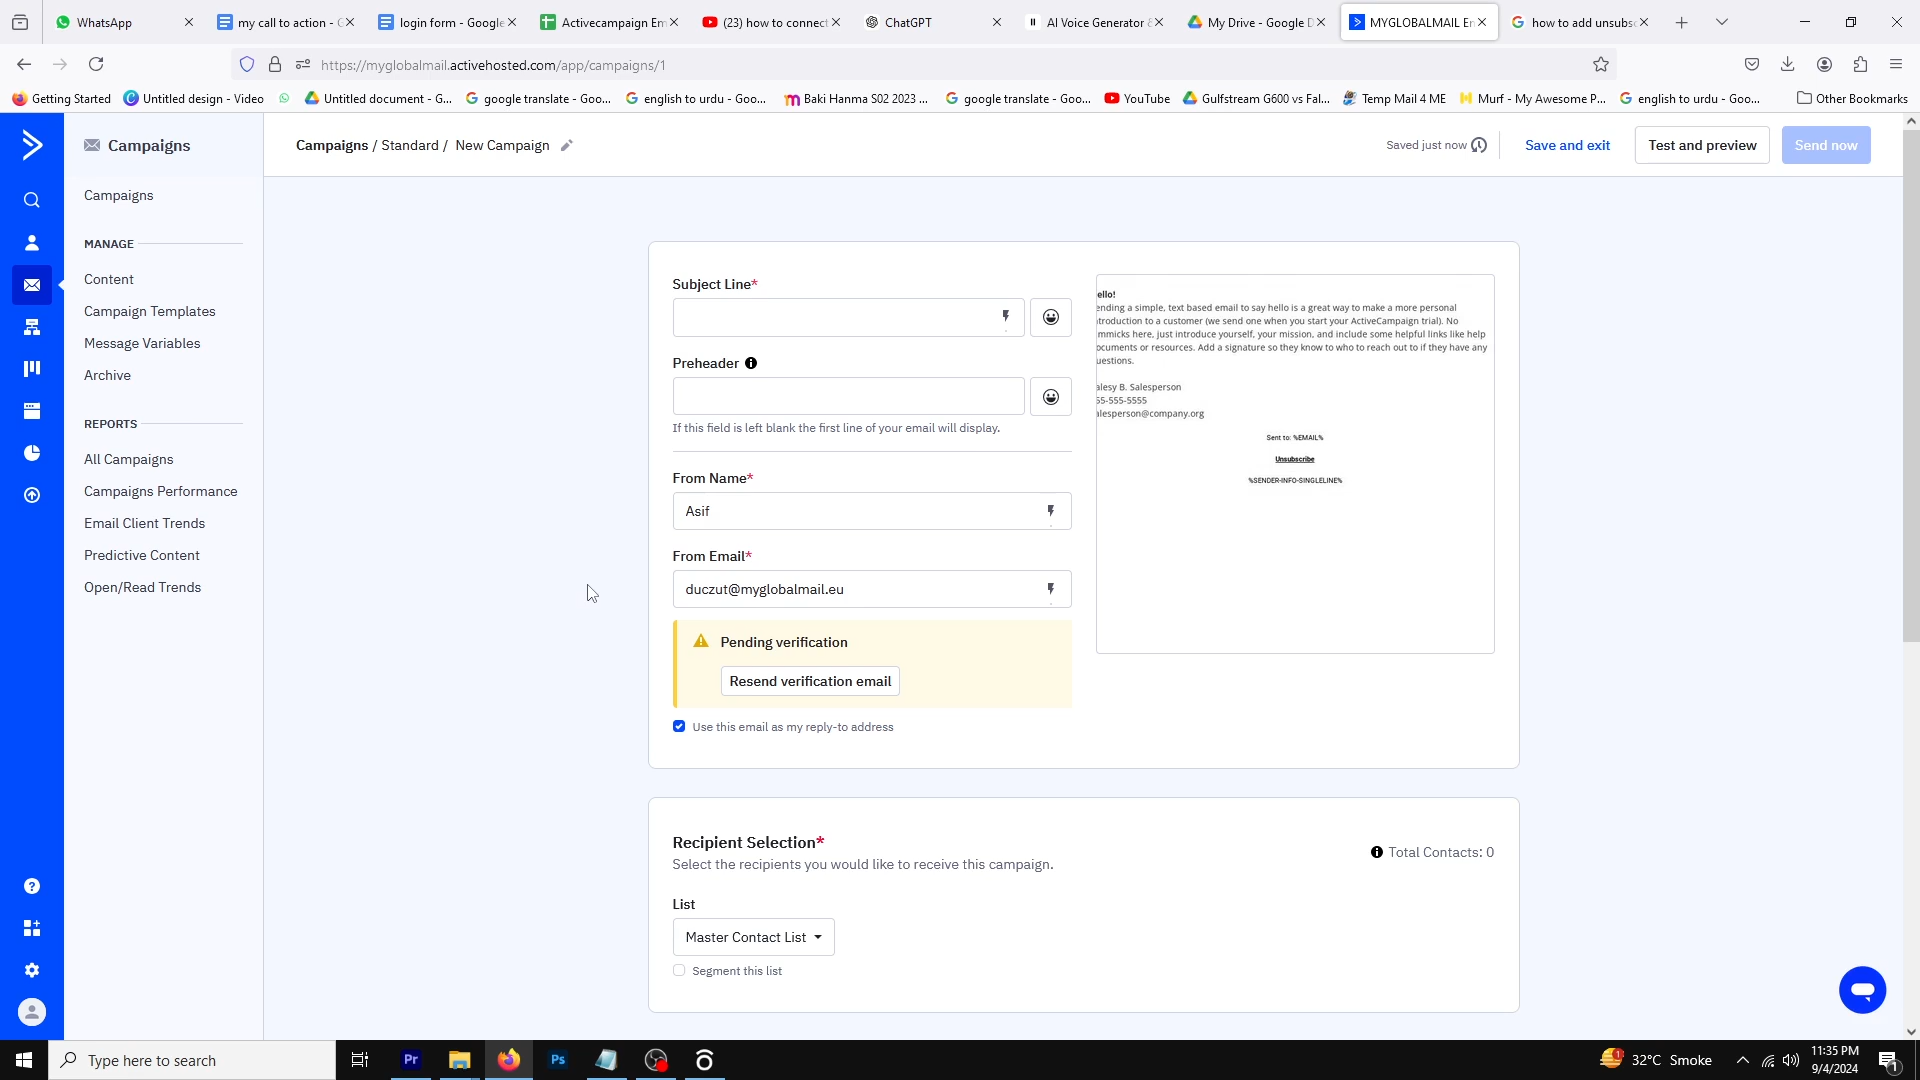 WhatsApp
my call to action - G
login form - Google
Activecampaign Em
(23) how to connect
ChatGPT
AI Voice Generator &
My Drive - Google D
MYGLOBALMAIL En
how to add unsubs
https://myglobalmail.activehosted.com/app/campaigns/1
Getting Started
Untitled design - Video
Untitled document - G...
google translate - Goo...
english to urdu - Goo...
Baki Hanma S02 2023 ...
google translate - Goo...
YouTube
Gulfstream G600 vs Fal...
Temp Mail 4 ME
Murf - My Awesome P...
english to urdu - Goo...
Other Bookmarks
Campaigns
Campaigns / Standard / New Campaign
Saved just now
Save and exit
Test and preview
Send now
Campaigns
MANAGE
Content
Campaign Templates
Message Variables
Archive
REPORTS
All Campaigns
Campaigns Performance
Email Client Trends
Predictive Content
Open/Read Trends
Subject Line*
Preheader
If this field is left blank the first line of your email will display.
From Name*
Asif
From Email*
duczut@myglobalmail.eu
Pending verification
Resend verification email
Use this email as my reply-to address
ello!
ending a simple, text based email to say hello is a great way to make a more personal
ntroduction to a customer (we send one when you start your ActiveCampaign trial). No
immicks here, just introduce yourself, your mission, and include some helpful links like help
ocuments or resources. Add a signature so they know to who to reach out to if they have any
uestions.
alesy B. Salesperson
55-555-5555
alesperson@company.org
Sent to: %EMAIL%
Unsubscribe
%SENDER-INFO-SINGLELINE%
Recipient Selection*
Select the recipients you would like to receive this campaign.
Total Contacts: 0
List
Master Contact List
Segment this list
Type here to search
Pr
Ps
1
32°C Smoke
11:35 PM
9/4/2024
1